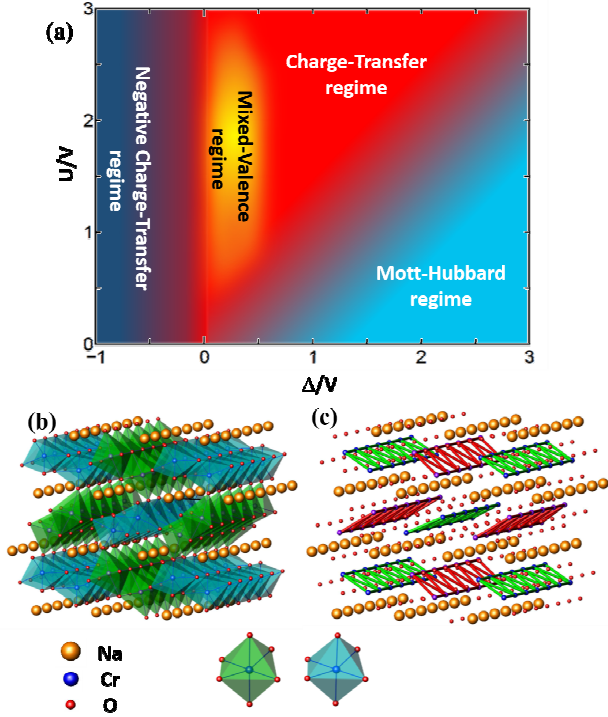 (a)
3
2
1
0
U/V
Negative Charge-Transfer
regime
Mixed-Valence
regime
Charge-Transfer
regime
Mott-Hubbard
regime
−1
0
1
2
3
Δ/V
(b)
(c)
Na
Cr
O